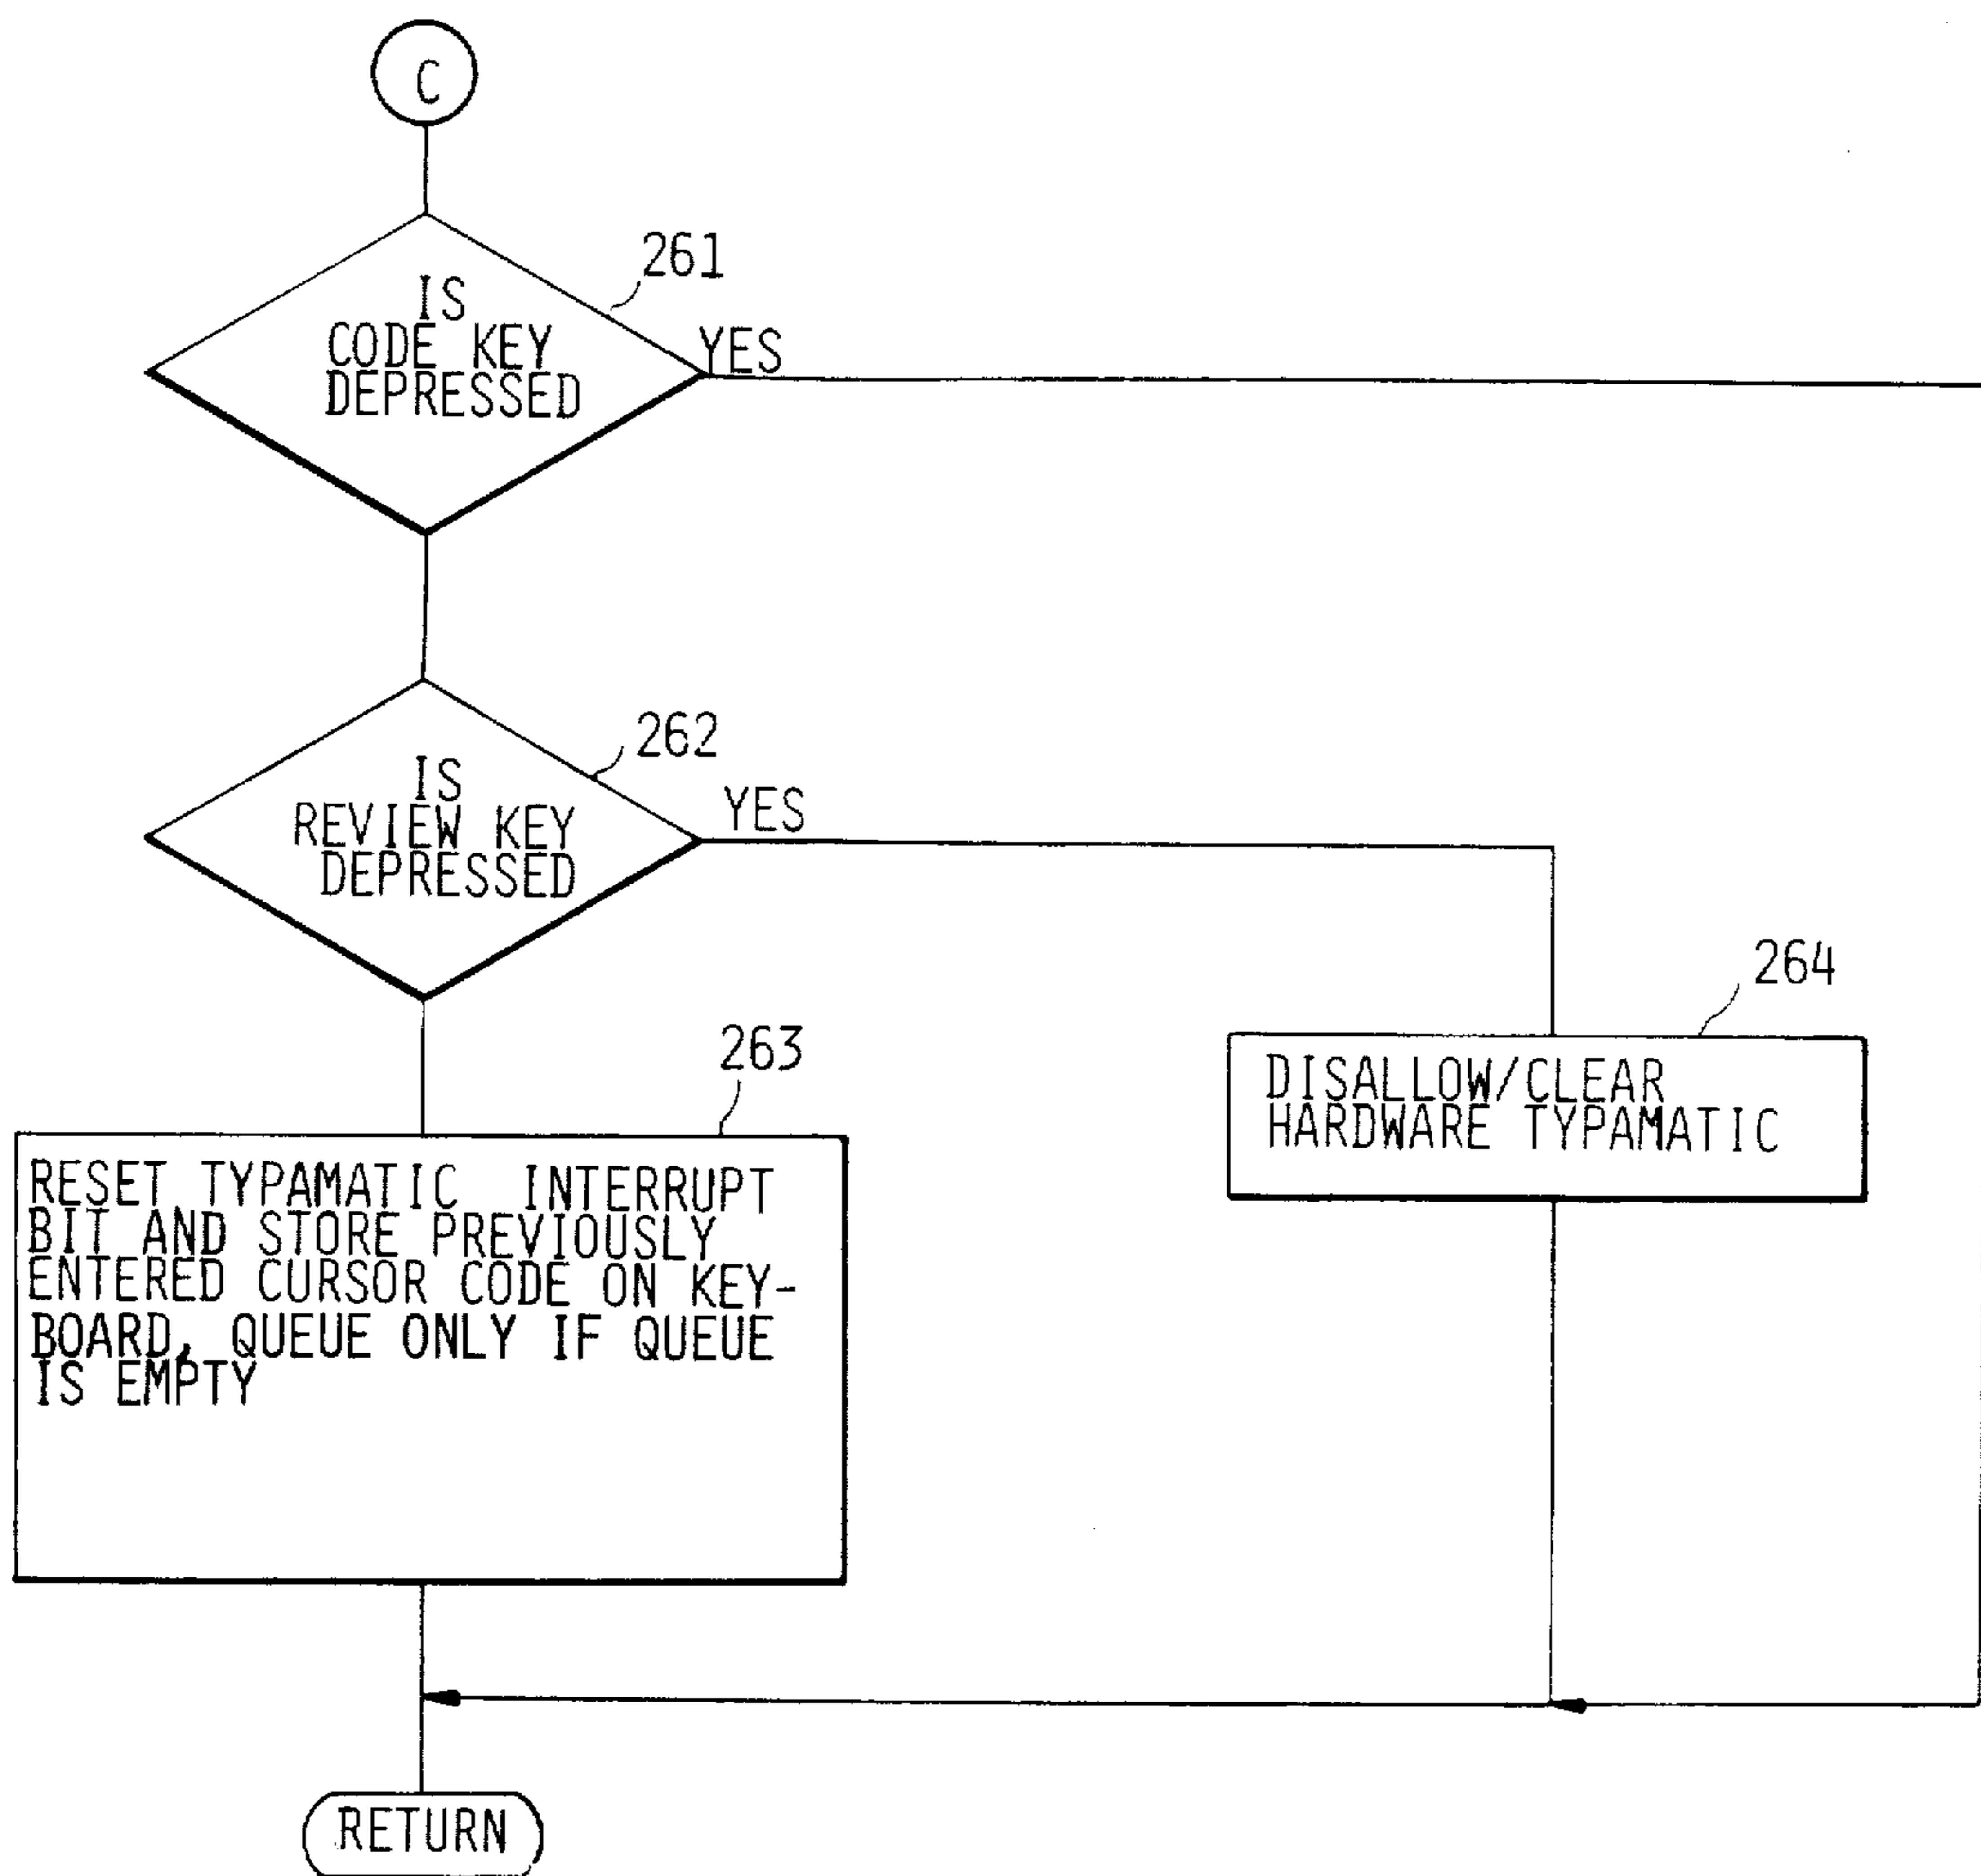 C
261
IS
CODE KEY
DEPRESSED
YES
262
IS
REVIEW KEY
DEPRESSED
YES
264
DISALLOW/CLEAR
HARDWARE TYPAMATIC
263
RESET TYPAMATIC INTERRUPT
BIT AND STORE PREVIOUSLY
ENTERED CURSOR CODE ON KEY-
BOARD, QUEUE ONLY IF QUEUE
IS EMPTY
RETURN